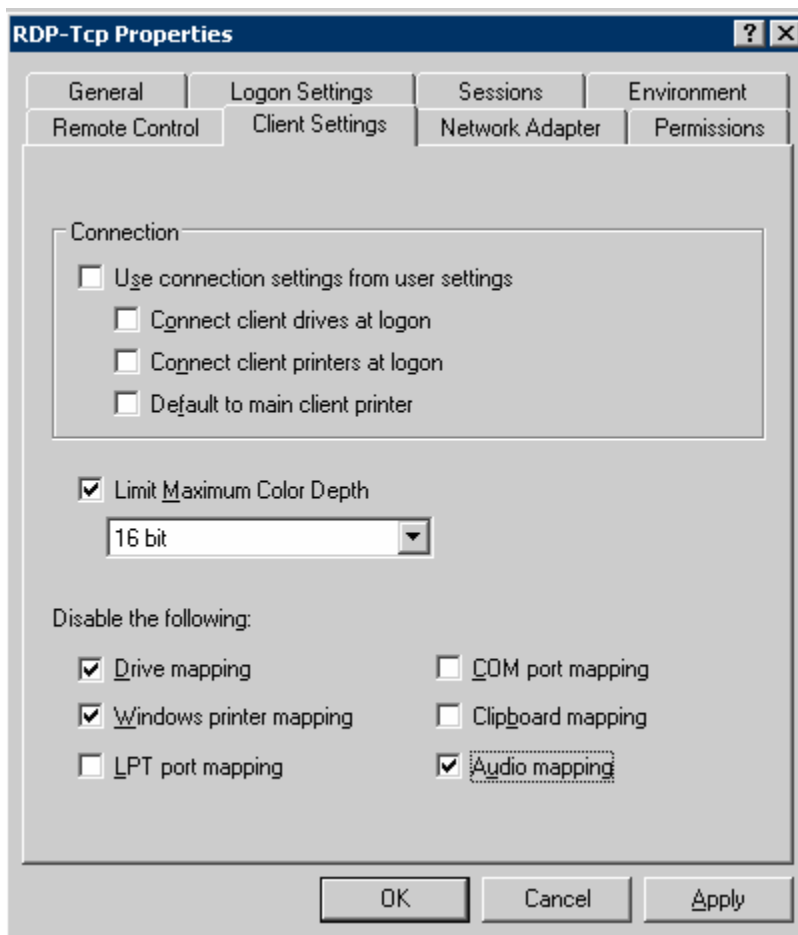 RDP-Tcp Properties
General Logon Settings Sessions Environment
Remote Control Client Settings Network Adapter Permissions
Connection
Use connection settings from user settings
Connect client drives at logon
Connect client printers at logon
Default to main client printer
Limit Maximum Color Depth
16 bit
Disable the following:
Drive mapping COM port mapping
Windows printer mapping Clipboard mapping
LPT port mapping Audio mapping
OK Cancel Apply